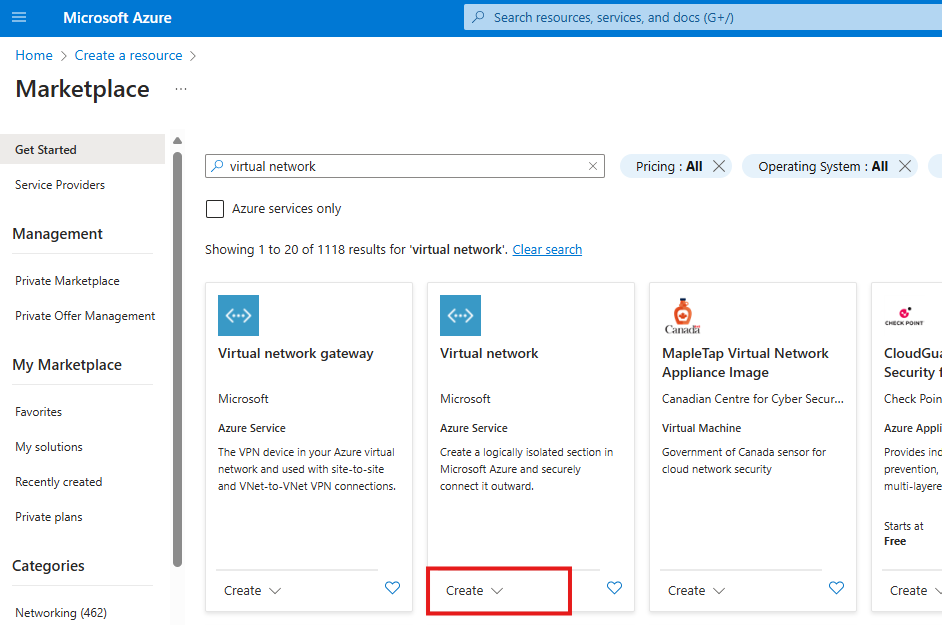 Microsoft Azure
Search resources, services, and docs (G+/)
Home > Create a resource >
Marketplace ...
Get Started
Service Providers
Management
Private Marketplace
Private Offer Management
My Marketplace
Favorites
My solutions
Recently created
Private plans
Categories
Networking (462)
virtual network
Pricing : All
Operating System : All
Azure services only
Showing 1 to 20 of 1118 results for 'virtual network'. Clear search
Virtual network gateway
Microsoft
Azure Service
The VPN device in your Azure virtual
network and used with site-to-site
and VNet-to-VNet VPN connections.
Create
Virtual network
Microsoft
Azure Service
Create a logically isolated section in
Microsoft Azure and securely
connect it outward.
Create
Canada
MapleTap Virtual Network
Appliance Image
Canadian Centre for Cyber Secur...
Virtual Machine
Government of Canada sensor for
cloud network security
Create
CHECK POINT
CloudGua
Security f
Check Poin
Azure Appli
Provides inc
prevention,
multi-layere
Starts at
Free
Create